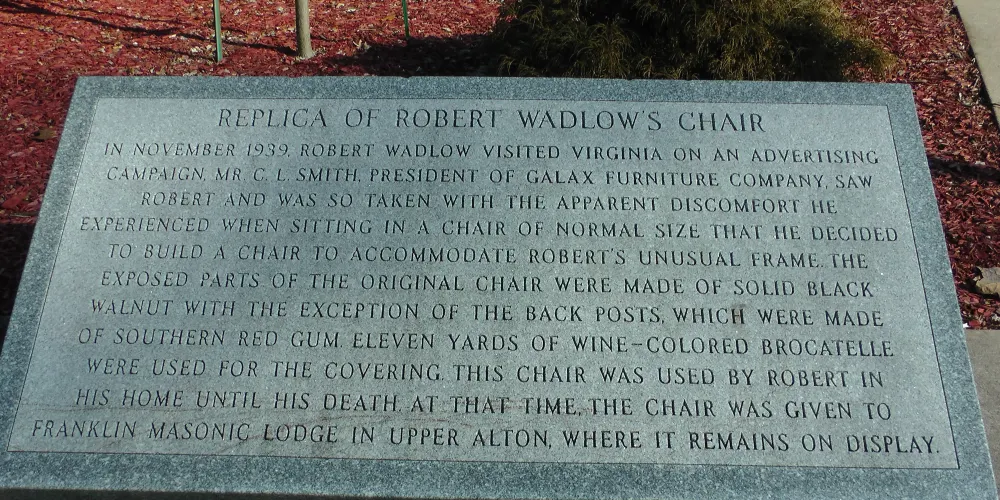 REPLICA OF ROBERT WADLOW'S CHAIR
IN NOVEMBER 1939, ROBERT WADLOW VISITED VIRGINIA ON AN ADVERTISING
CAMPAIGN. MR. C. L. SMITH, PRESIDENT OF GALAX FURNITURE COMPANY, SAW
ROBERT AND WAS SO TAKEN WITH THE APPARENT DISCOMFORT HE
EXPERIENCED WHEN SITTING IN A CHAIR OF NORMAL SIZE THAT HE DECIDED
TO BUILD A CHAIR TO ACCOMMODATE ROBERT'S UNUSUAL FRAME. THE
EXPOSED PARTS OF THE ORIGINAL CHAIR WERE MADE OF SOLID BLACK
WALNUT WITH THE EXCEPTION OF THE BACK POSTS, WHICH WERE MADE
OF SOUTHERN RED GUM. ELEVEN YARDS OF WINE-COLORED BROCATELLE
WERE USED FOR THE COVERING. THIS CHAIR WAS USED BY ROBERT IN
HIS HOME UNTIL HIS DEATH. AT THAT TIME, THE CHAIR WAS GIVEN TO
FRANKLIN MASONIC LODGE IN UPPER ALTON, WHERE IT REMAINS ON DISPLAY.